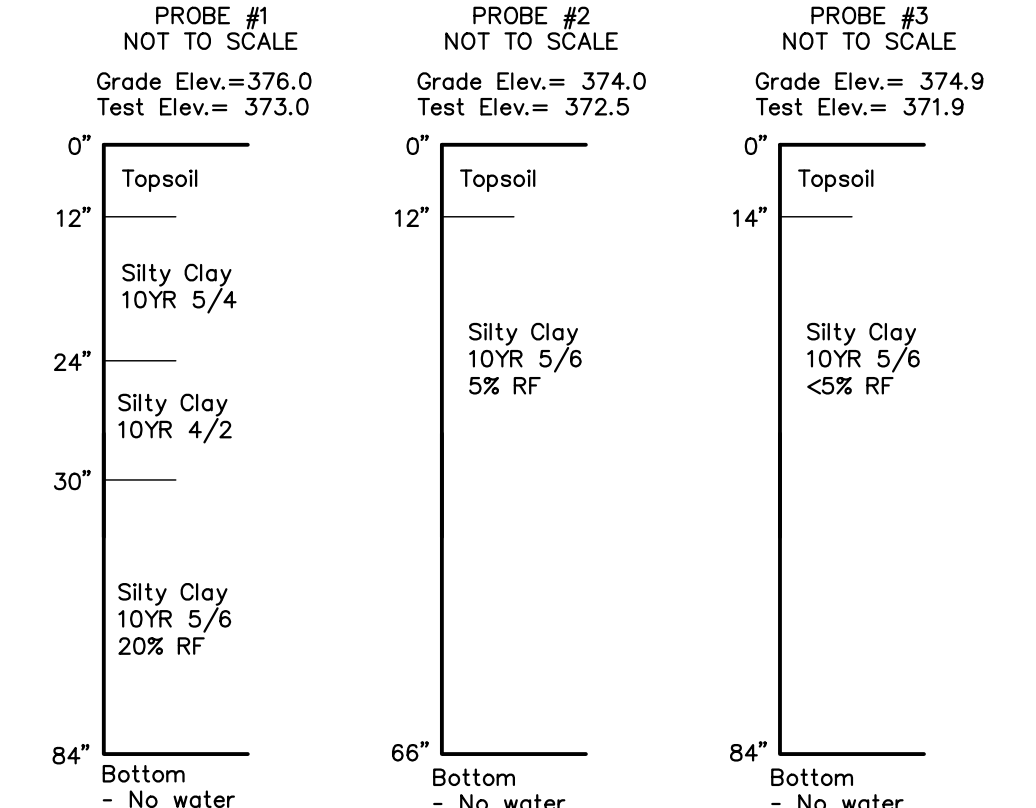 PROBE #1
NOT TO SCALE
Grade Elev.=376.0
Test Elev.= 373.0
0"
Topsoil
12"
Silty Clay
10YR 5/4
24"
Silty Clay
10YR 4/2
30"
Silty Clay
10YR 5/6
20% RF
84"
Bottom
- No water
PROBE #2
NOT TO SCALE
Grade Elev.= 374.0
Test Elev.= 372.5
0"
Topsoil
12"
Silty Clay
10YR 5/6
5% RF
66"
Bottom
- No water
PROBE #3
NOT TO SCALE
Grade Elev.= 374.9
Test Elev.= 371.9
0"
Topsoil
14"
Silty Clay
10YR 5/6
<5% RF
84"
Bottom
- No water